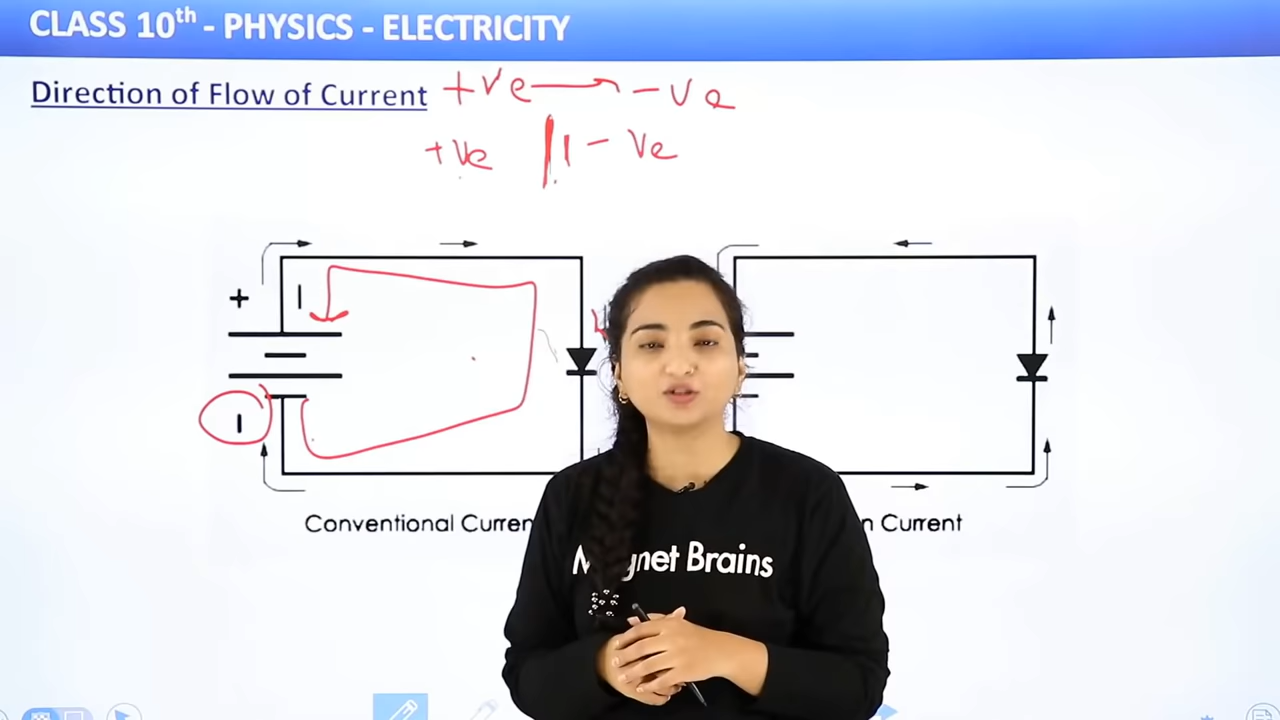 CLASS 10th - PHYSICS - ELECTRICITY
Direction of Flow of Current +ve → -ve
+ve | ı - ve
+
Conventional Curren
n Current
Magnet Brains